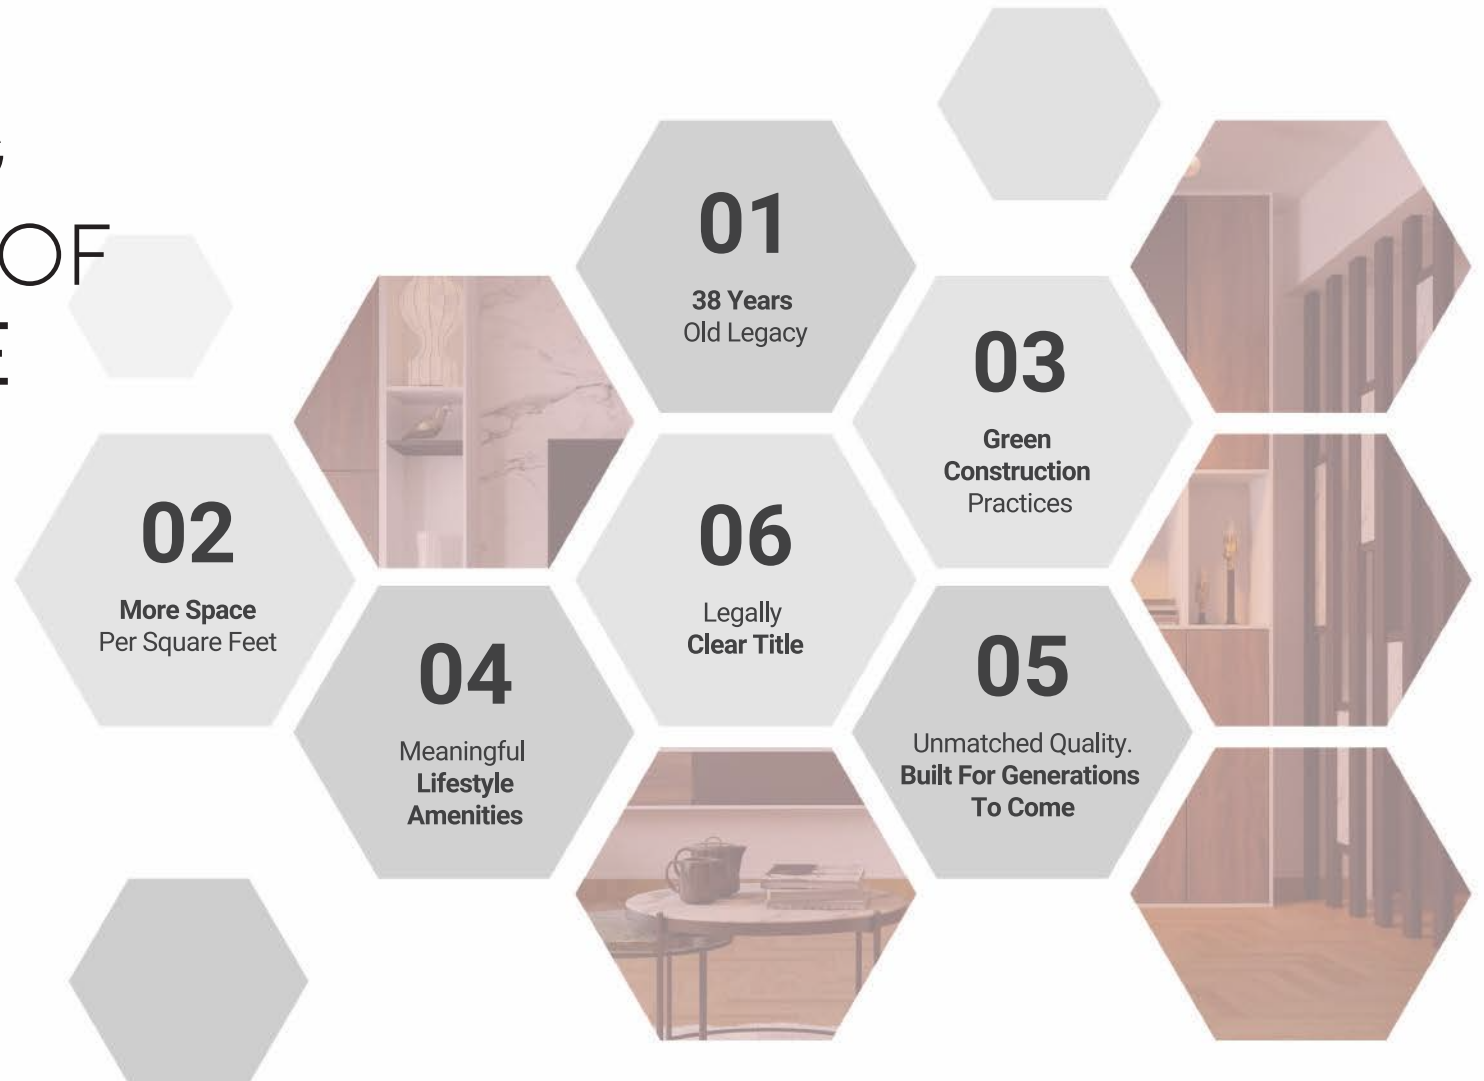 OF
01
38 Years
Old Legacy
02
More Space
Per Square Feet
03
Green
Construction
Practices
04
Meaningful
Lifestyle
Amenities
05
Unmatched Quality.
Built For Generations
To Come
06
Legally
Clear Title